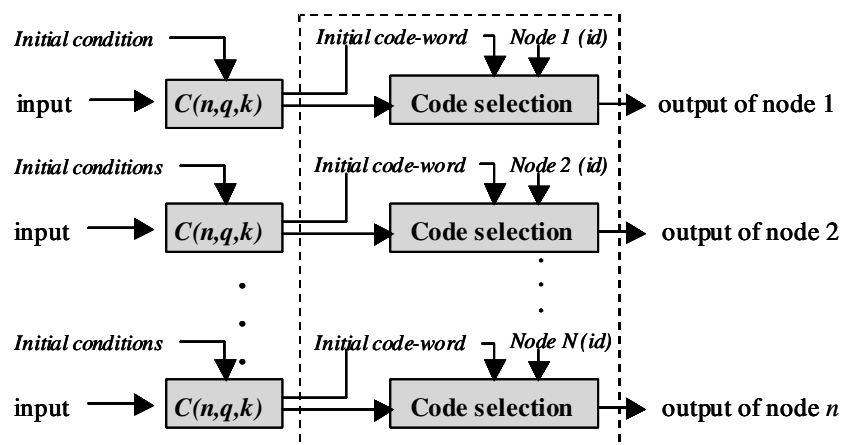 Initial condition Initial code-word Node 1 (id)
input C(n,q,k) Code selection output of node 1
Initial conditions Initial code-word Node 2 (id)
input C(n,q,k) Code selection output of node 2
Initial conditions Initial code-word Node N (id)
input C(n,q,k) Code selection output of node n